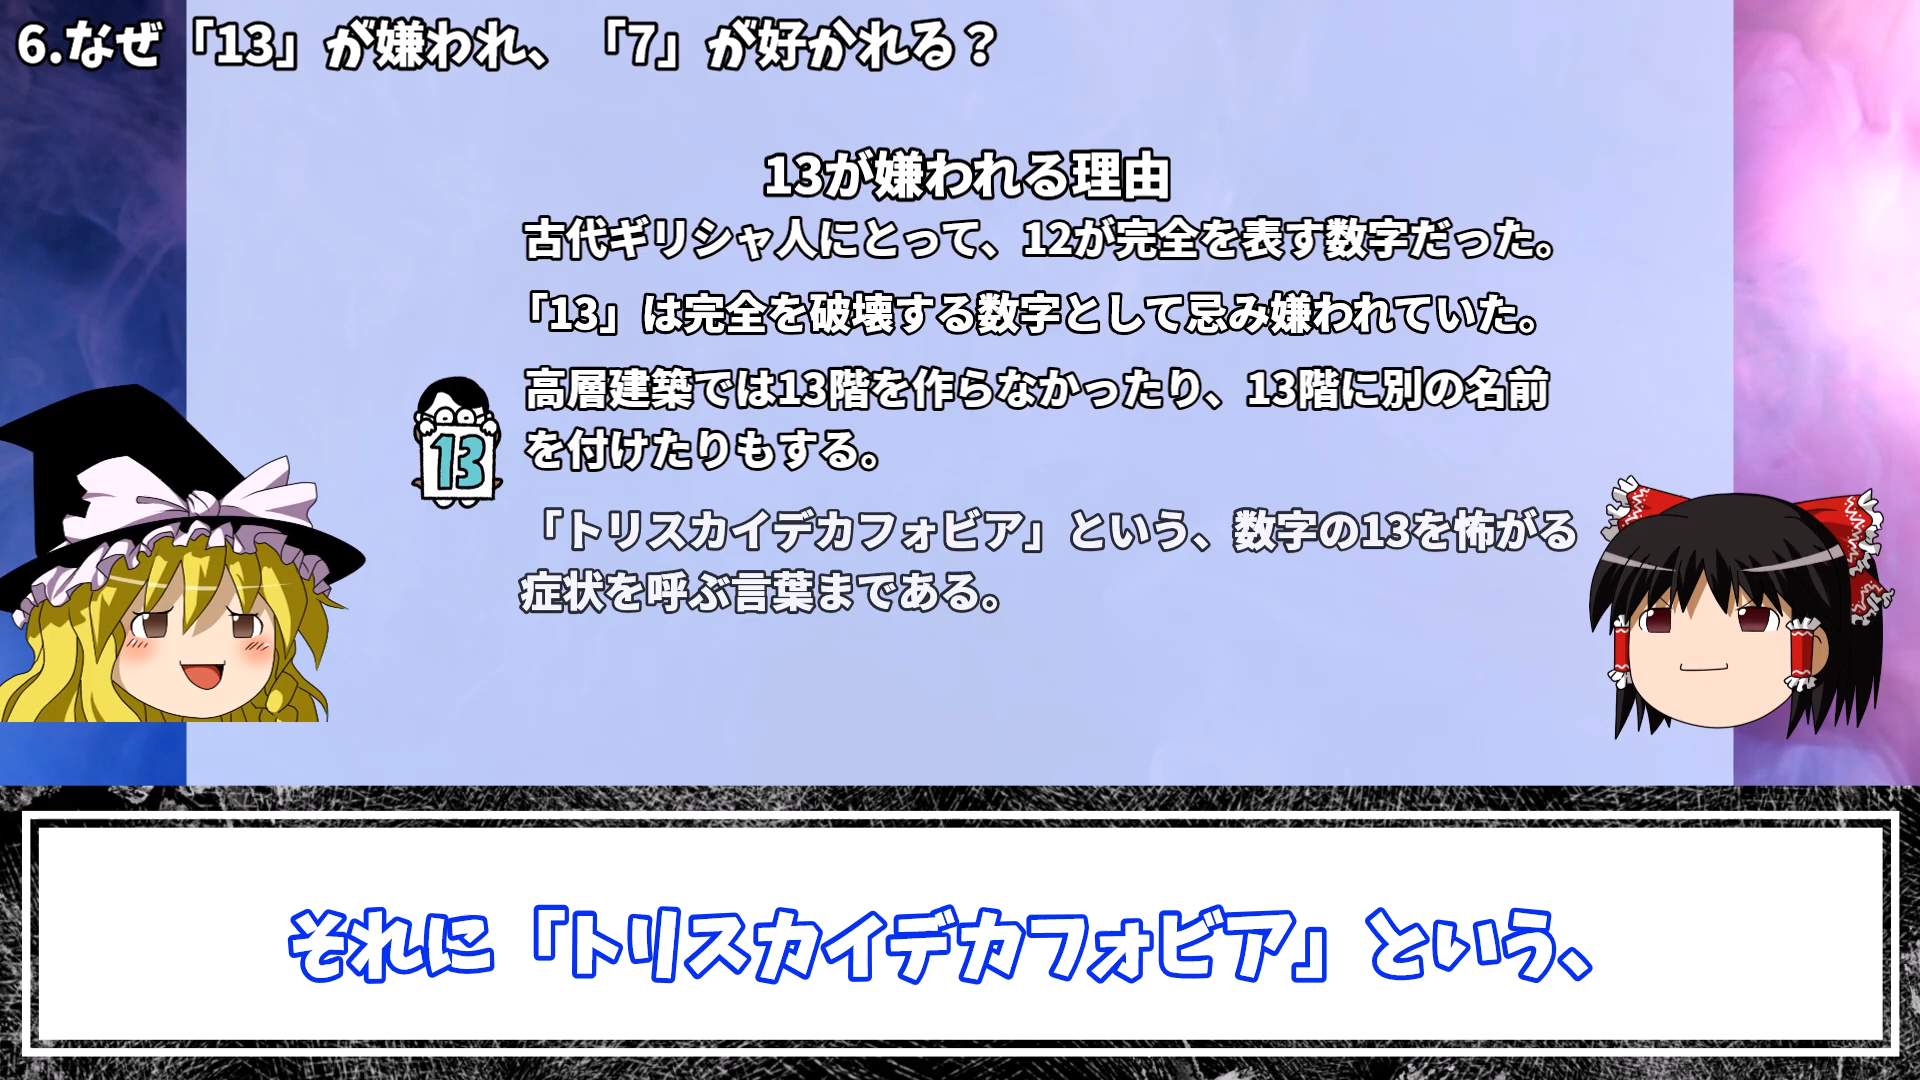 6.なぜ「13」が嫌われ、「7」が好かれる？
13が嫌われる理由
古代ギリシャ人にとって、12が完全を表す数字だった。
「13」は完全を破壊する数字として忌み嫌われていた。
高層建築では13階を作らなかったり、13階に別の名前
を付けたりもする。
13
「トリスカイデカフォビア」という、数字の13を怖がる
症状を呼ぶ言葉まである。
それに「トリスカイデカフォビア」という、